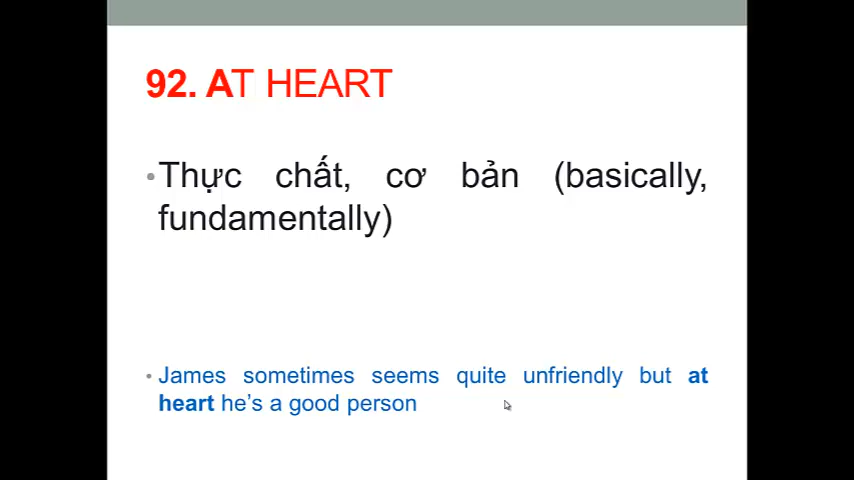 92. AT HEART
•Thực chất, cơ bản (basically,
fundamentally)
• James sometimes seems quite unfriendly but at
heart he's a good person